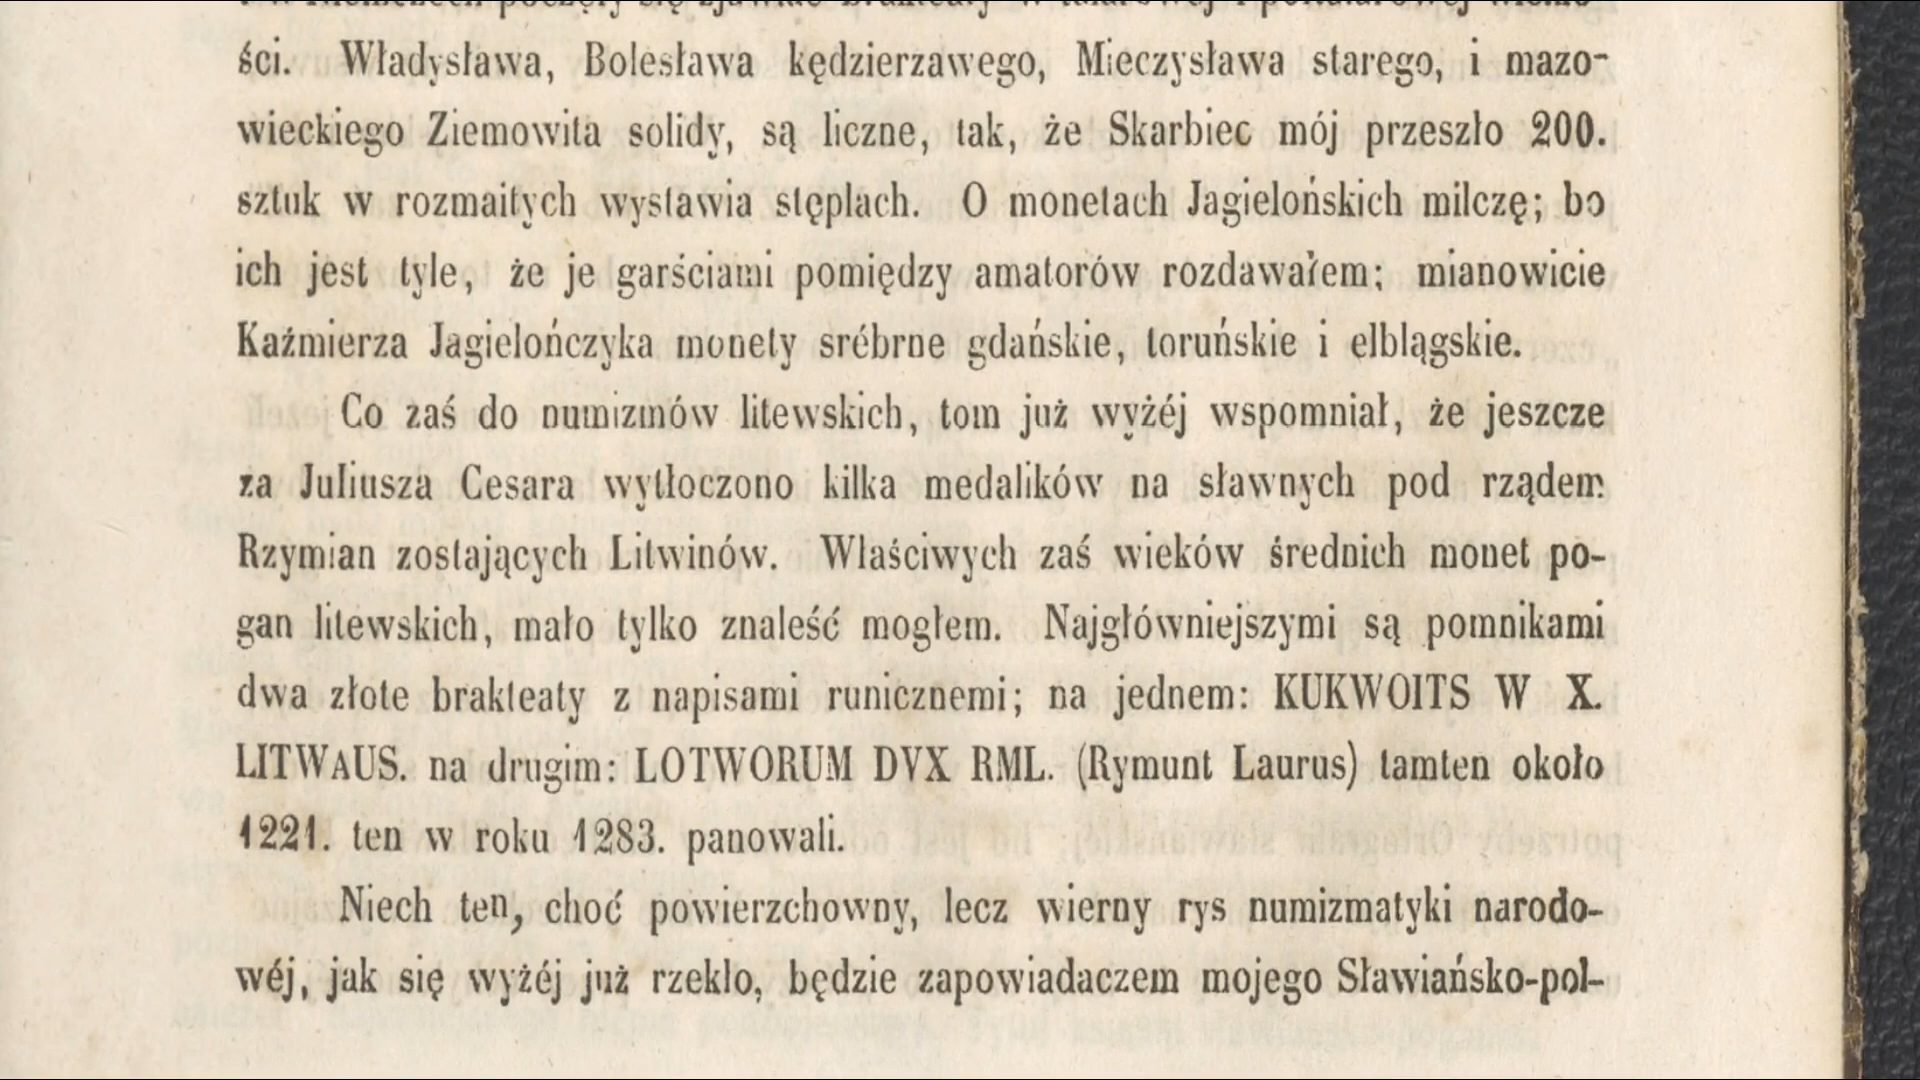 ści. Władysława, Bolesława kędzierzawego, Mieczysława starego, i mazo-
wieckiego Ziemowita solidy, są liczne, tak, że Skarbiec mój przeszło 200.
sztuk w rozmaitych wystawia stęplach. O monetach Jagielońskich milczę; bo
ich jest tyle, że je garściami pomiędzy amatorów rozdawałem; mianowicie
Kaźmierza Jagielończyka monety srébrne gdańskie, toruńskie i elblągskie.
Co zaś do numizmów litewskich, tom już wyżéj wspomniał, że jeszcze
za Juliusza Cesara wytłoczono kilka medalików na sławnych pod rządem
Rzymian zostających Litwinów. Właściwych zaś wieków średnich monet po-
gan litewskich, mało tylko znaleść mogłem. Najgłówniejszymi są pomnikami
dwa złote brakteaty z napisami runicznemi; na jednem: KUKWOITS W X.
LITWAUS. na drugim: LOTWORUM DVX RML. (Rymunt Laurus) tamten około
1221. ten w roku 1283. panowali.
Niech ten, choć powierzchowny, lecz wierny rys numizmatyki narodo-
wéj, jak się wyżéj już rzekło, będzie zapowiadaczem mojego Sławiańsko-pol-